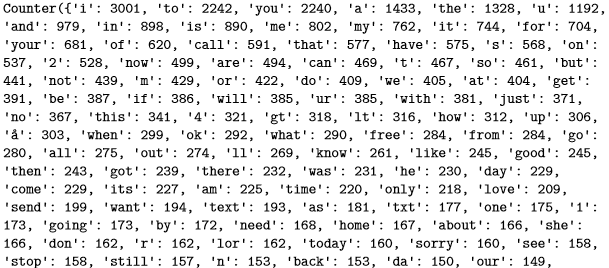 Counter({'i': 3001, 'to': 2242, 'you': 2240, 'a': 1433, 'the': 1328, 'u': 1192,
'and': 979, 'in': 898, 'is': 890, 'me': 802, 'my': 762, 'it': 744, 'for': 704,
'your': 681, 'of': 620, 'call': 591, 'that': 577, 'have': 575, 's': 568, 'on':
537, '2': 528, 'now': 499, 'are': 494, 'can': 469, 't': 467, 'so': 461, 'but':
441, 'not': 439, 'm': 429, 'or': 422, 'do': 409, 'we': 405, 'at': 404, 'get':
391, 'be': 387, 'if': 386, 'will': 385, 'ur': 385, 'with': 381, 'just': 371,
'no': 367, 'this': 341, '4': 321, 'gt': 318, 'lt': 316, 'how': 312, 'up': 306,
'å': 303, 'when': 299, 'ok': 292, 'what': 290, 'free': 284, 'from': 284, 'go':
280, 'all': 275, 'out': 274, 'll': 269, 'know': 261, 'like': 245, 'good': 245,
'then': 243, 'got': 239, 'there': 232, 'was': 231, 'he': 230, 'day': 229,
'come': 229, 'its': 227, 'am': 225, 'time': 220, 'only': 218, 'love': 209,
'send': 199, 'want': 194, 'text': 193, 'as': 181, 'txt': 177, 'one': 175, '1':
173, 'going': 173, 'by': 172, 'need': 168, 'home': 167, 'about': 166, 'she':
166, 'don': 162, 'r': 162, 'lor': 162, 'today': 160, 'sorry': 160, 'see': 158,
'stop': 158, 'still': 157, 'n': 153, 'back': 153, 'da': 150, 'our': 149,